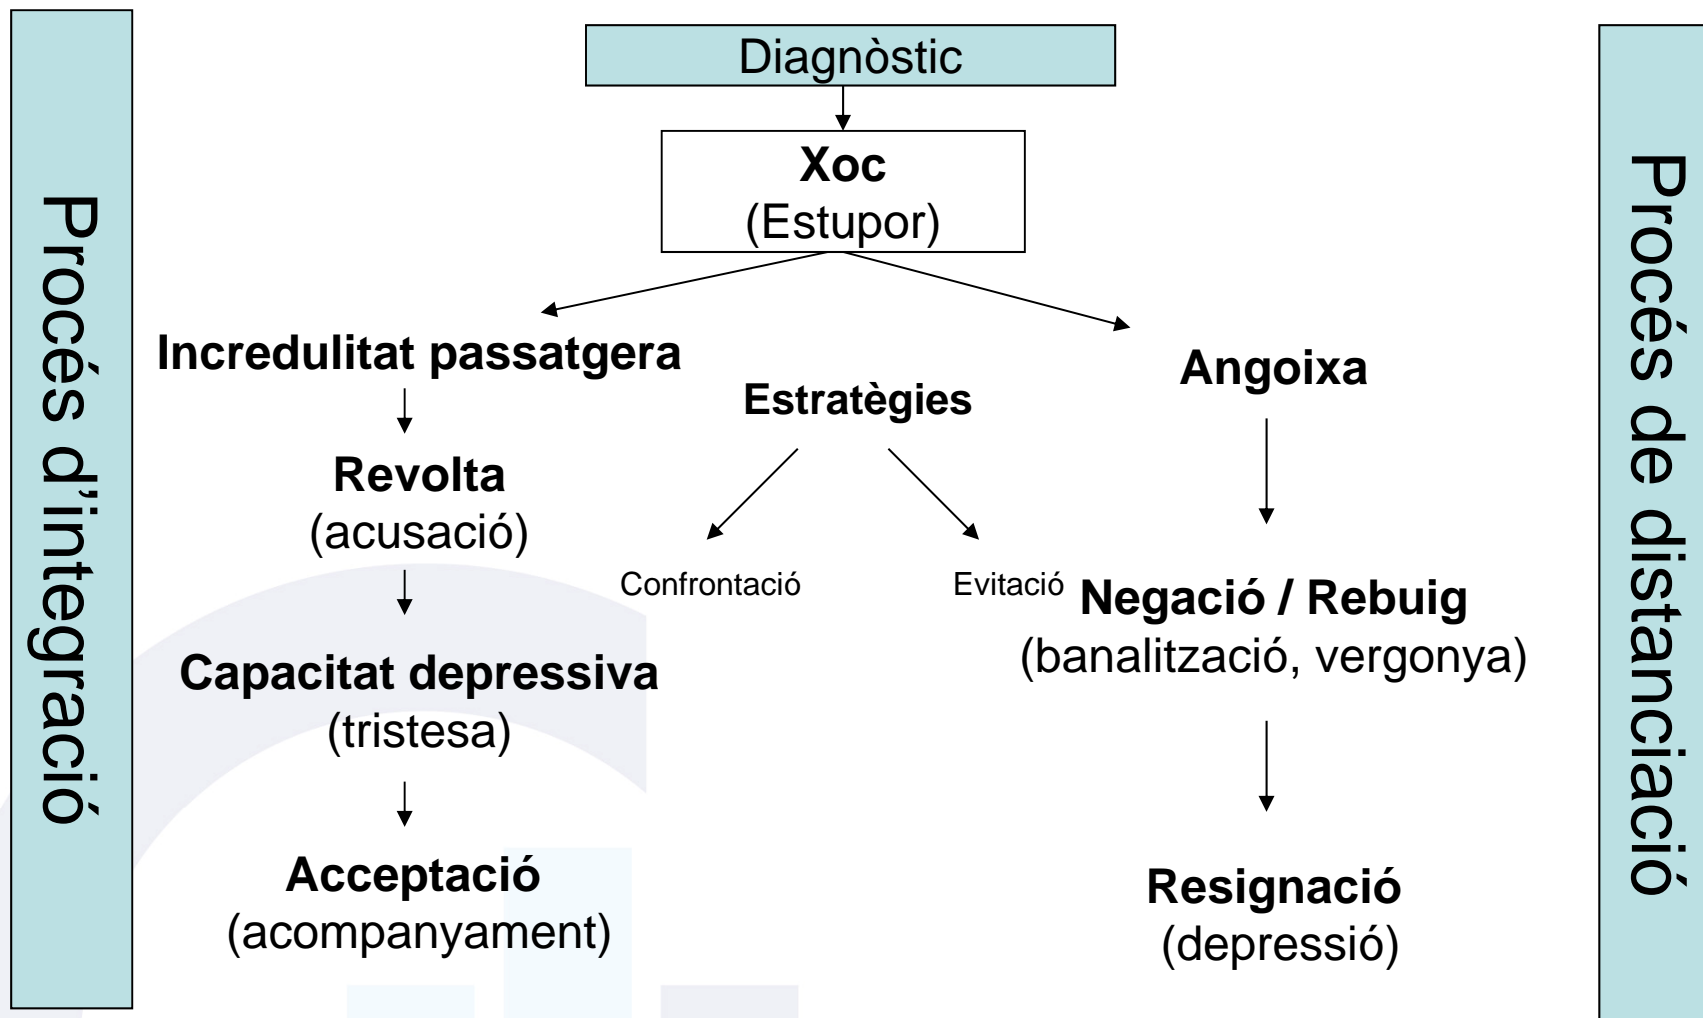 Diagnòstic
Xoc
(Estupor)
Procés d'integració
Incredulitat passatgera
Revolta
(acusació)
Capacitat depressiva
(tristesa)
Acceptació
(acompanyament)
Estratègies
Confrontació
Evitació
Angoixa
Negació / Rebuig
(banalització, vergonya)
Resignació
(depressió)
Procés de distanciació